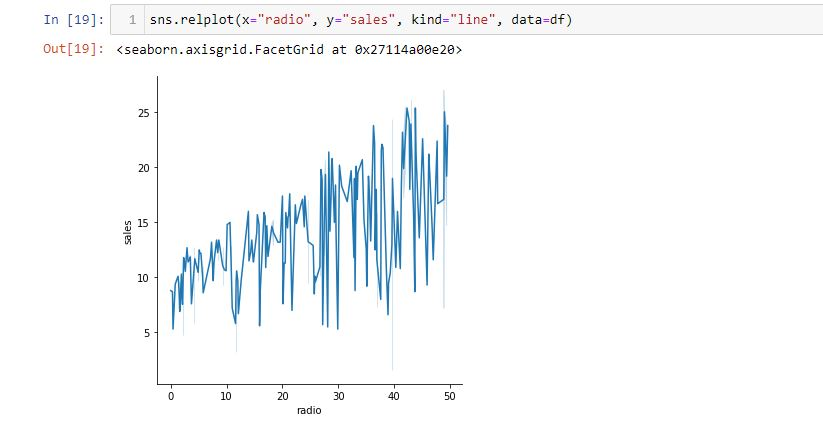 In [19]: 1 sns.relplot(x="radio", y="sales", kind="line", data=df)
Out[19]: <seaborn.axisgrid.FacetGrid at 0x27114a00e20>
25
20
15
sales
10
5
0 10 20 30 40 50
radio